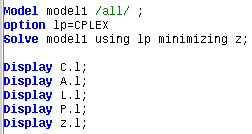 Model model1 /all/ ;
option lp=CPLEX
Solve model1 using lp minimizing z;
Display C.l;
Display A.l;
Display L.l;
Display P.l;
Display z.l;